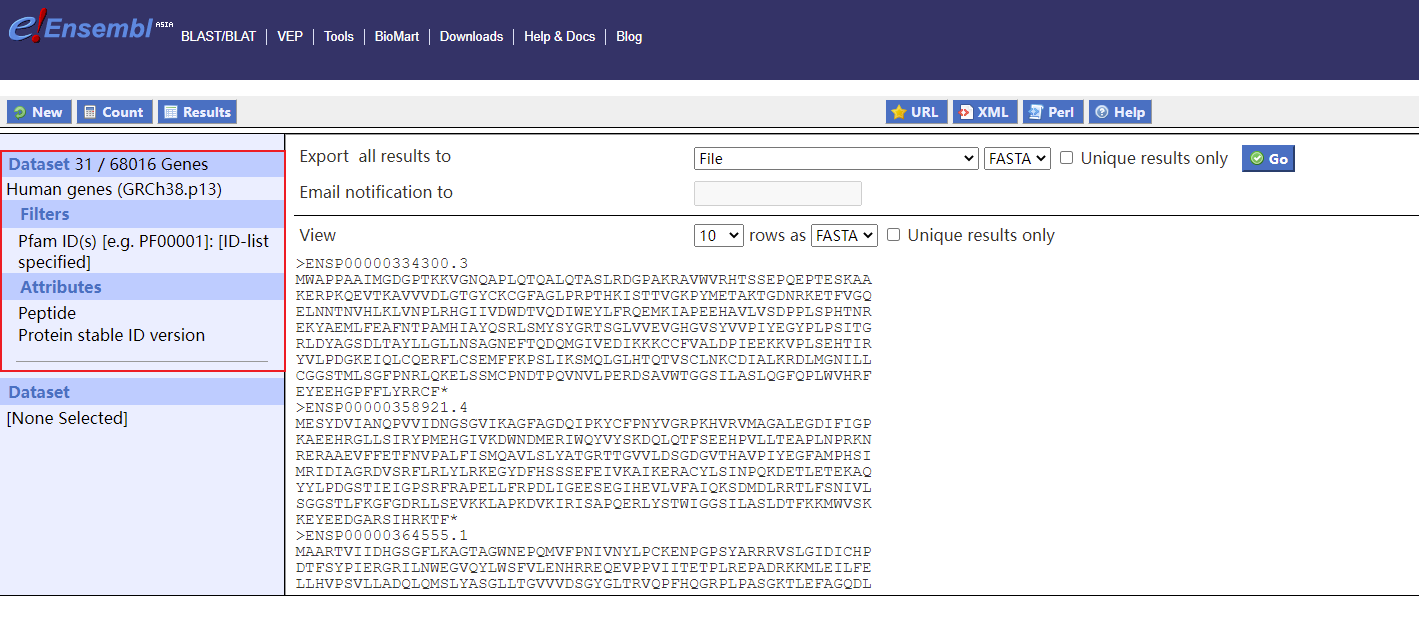 e!Ensembl ASIA
BLAST/BLAT | VEP | Tools | BioMart | Downloads | Help & Docs | Blog
New Count Results URL XML Perl Help
Dataset 31 / 68016 Genes
Human genes (GRCh38.p13)
Filters
Pfam ID(s) [e.g. PF00001]: [ID-list
specified]
Attributes
Peptide
Protein stable ID version
Dataset
[None Selected]
Export all results to File FASTA Unique results only Go
Email notification to
View 10 rows as FASTA Unique results only
>ENSP00000334300.3
MWAPPAAIMGDGPTKKVGNQAPLQTQALQTASLRDGPAKRAVWVRHTSSEPQEPTESKAA
KERPKQEVTKAVVVDLGTGYCKCGFAGLPRPTHKISTTVGKPYMETAKTGDNRKETFVGQ
ELNNTNVHLKLVNPLRHGIIVDWDTVQDIWEYLFRQEMKIAPEEHAVLVSDPPLSPHTNR
EKYAEMLFEAFNTPAMHIAYQSRLSMYSYGRTSGLVVEVGHGVSYVVPIYEGYPLPSITG
RLDYAGSDLTAYLLGLLNSAGNEFTQDQMGIVEDIKKKCCFVALDPIEEKKVPLSEHTIR
YVLPDGKEIQLCQERFLCSEMFFKPSLIKSMQLGLHTQTVSCLNKCDIALKRDLMGNILL
CGGSTMLSGFPNRLQKELSSMCPNDTPQVNVLPERDSAVWTGGSILASLQGFQPLWVHRF
EYEEHGPFFLYRRCF*
>ENSP00000358921.4
MESYDVIANQPVVIDNGSGVIKAGFAGDQIPKYCFPNYVGRPKHVRVMAGALEGDIFIGP
KAEEHRGLLSIRYPMEHGIVKDWNDMERIWQYVYSKDQLQTFSEEHPVLLTEAPLNPRKN
RERAAEVFFETFNVPALFISMQAVLSLYATGRTTGVVLDSGDGVTHAVPIYEGFAMPHSI
MRIDIAGRDVSRFLRLYLRKEGYDFHSSSEFEIVKAIKERACYLSINPQKDETLETEKAQ
YYLPDGSTIEIGPSRFRAPELLFRPDLIGEESEGIHEVLVFAIQKSDMDLRRTLFSNIVL
SGGSTLFKGFGDRLLSEVKKLAPKDVKIRISAPQERLYSTWIGGSILASLDTFKKMWVSK
KEYEEDGARSIHRKTF*
>ENSP00000364555.1
MAARTVIIDHGSGFLKAGTAGWNEPQMVFPNIVNYLPCKENPGPSYARRRVSLGIDICHP
DTFSYPIERGRILNWEGVQYLWSFVLENHRREQEVPPVIITETPLREPADRKKMLEILFE
LLHVPSVLLADQLQMSLYASGLLTGVVVDSGYGLTRVQPFHQGRPLPASGKTLEFAGQDL